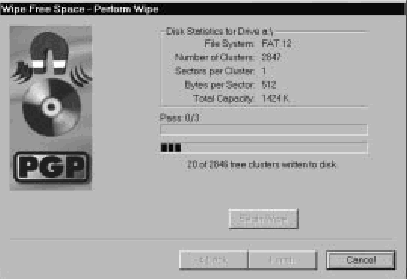 Wipe Free Space - Perform Wipe
Disk Statistics for Drive a:\
File System: FAT 12
Number of Clusters: 2847
Sectors per Cluster: 1
Bytes per Sector: 512
Total Capacity: 1424 K
Pass: 0/3
20 of 2846 free clusters written to disk.
PGP
Begin Wipe
< Back
Cancel